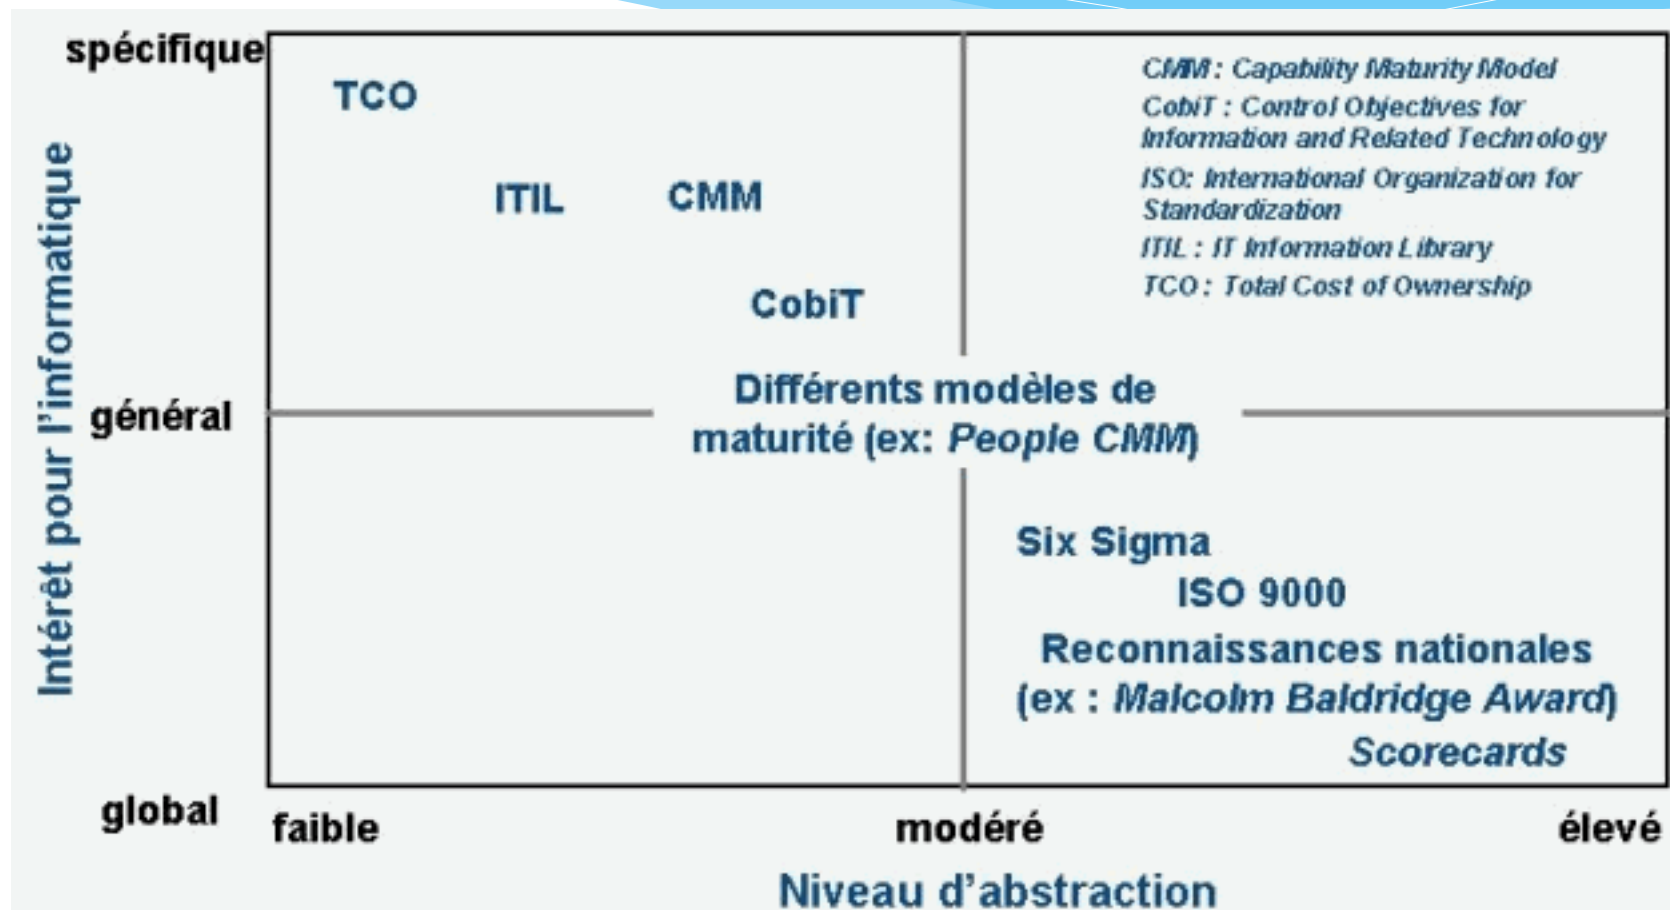 spécifique
TCO
CMM : Capability Maturity Model
CobiT : Control Objectives for
Information and Related Technology
ISO: International Organization for
Standardization
ITIL : IT Information Library
TCO : Total Cost of Ownership
ITIL
CMM
CobiT
Intérêt pour l'informatique
général
Différents modèles de
maturité (ex: People CMM)
Six Sigma
ISO 9000
Reconnaissances nationales
(ex : Malcolm Baldridge Award)
Scorecards
global
faible
modéré
élevé
Niveau d'abstraction